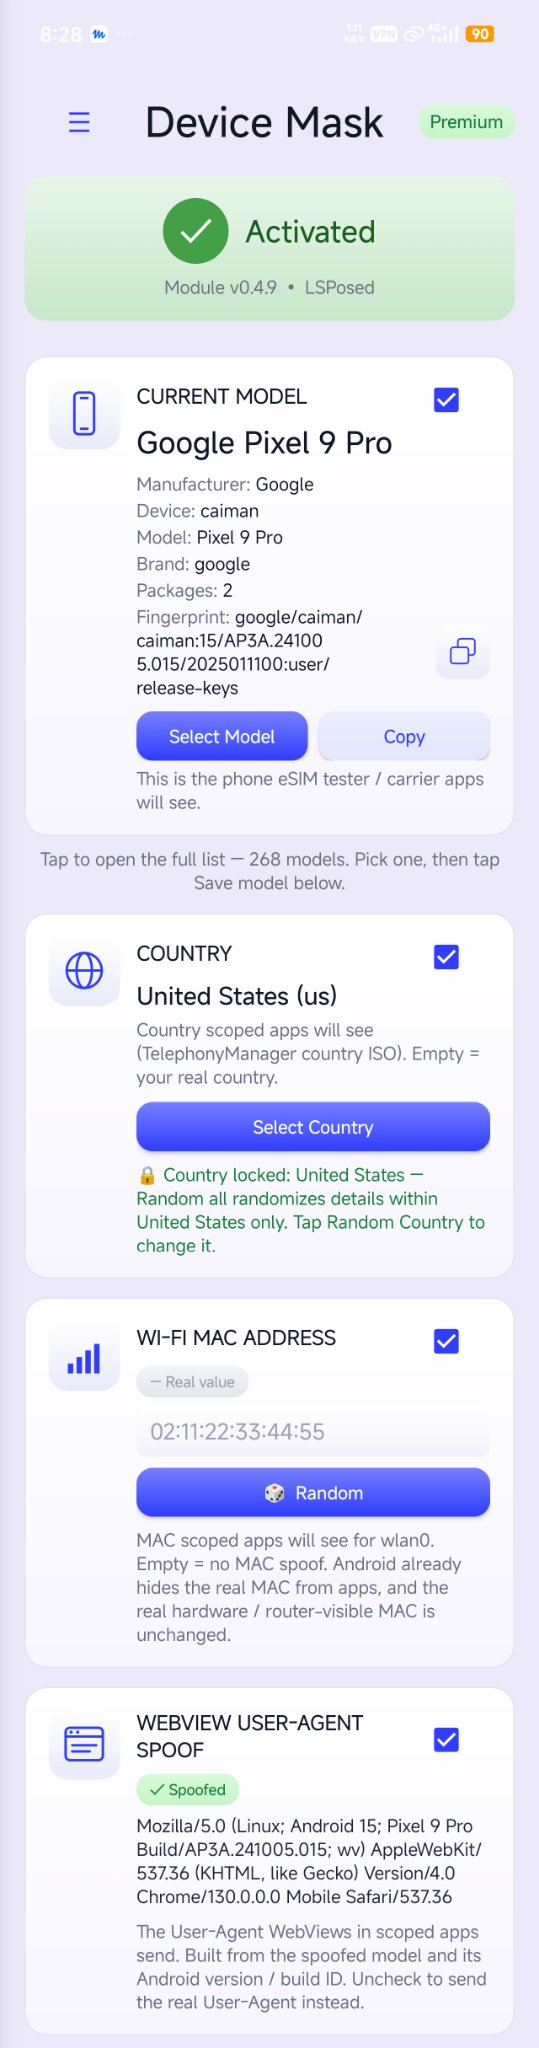 8:28 m ...
1.11 KB/s VPN 4G+ 90
Device Mask
Premium
Activated
Module v0.4.9 • LSPosed
CURRENT MODEL
Google Pixel 9 Pro
Manufacturer: Google
Device: caiman
Model: Pixel 9 Pro
Brand: google
Packages: 2
Fingerprint: google/caiman/
caiman:15/AP3A.24100
5.015/2025011100:user/
release-keys
Select Model
Copy
This is the phone eSIM tester / carrier apps
will see.
Tap to open the full list — 268 models. Pick one, then tap
Save model below.
COUNTRY
United States (us)
Country scoped apps will see
(TelephonyManager country ISO). Empty =
your real country.
Select Country
🔒 Country locked: United States —
Random all randomizes details within
United States only. Tap Random Country to
change it.
WI-FI MAC ADDRESS
— Real value
02:11:22:33:44:55
🎲 Random
MAC scoped apps will see for wlan0.
Empty = no MAC spoof. Android already
hides the real MAC from apps, and the
real hardware / router-visible MAC is
unchanged.
WEBVIEW USER-AGENT
SPOOF
✓ Spoofed
Mozilla/5.0 (Linux; Android 15; Pixel 9 Pro
Build/AP3A.241005.015; wv) AppleWebKit/
537.36 (KHTML, like Gecko) Version/4.0
Chrome/130.0.0.0 Mobile Safari/537.36
The User-Agent WebViews in scoped apps
send. Built from the spoofed model and its
Android version / build ID. Uncheck to send
the real User-Agent instead.